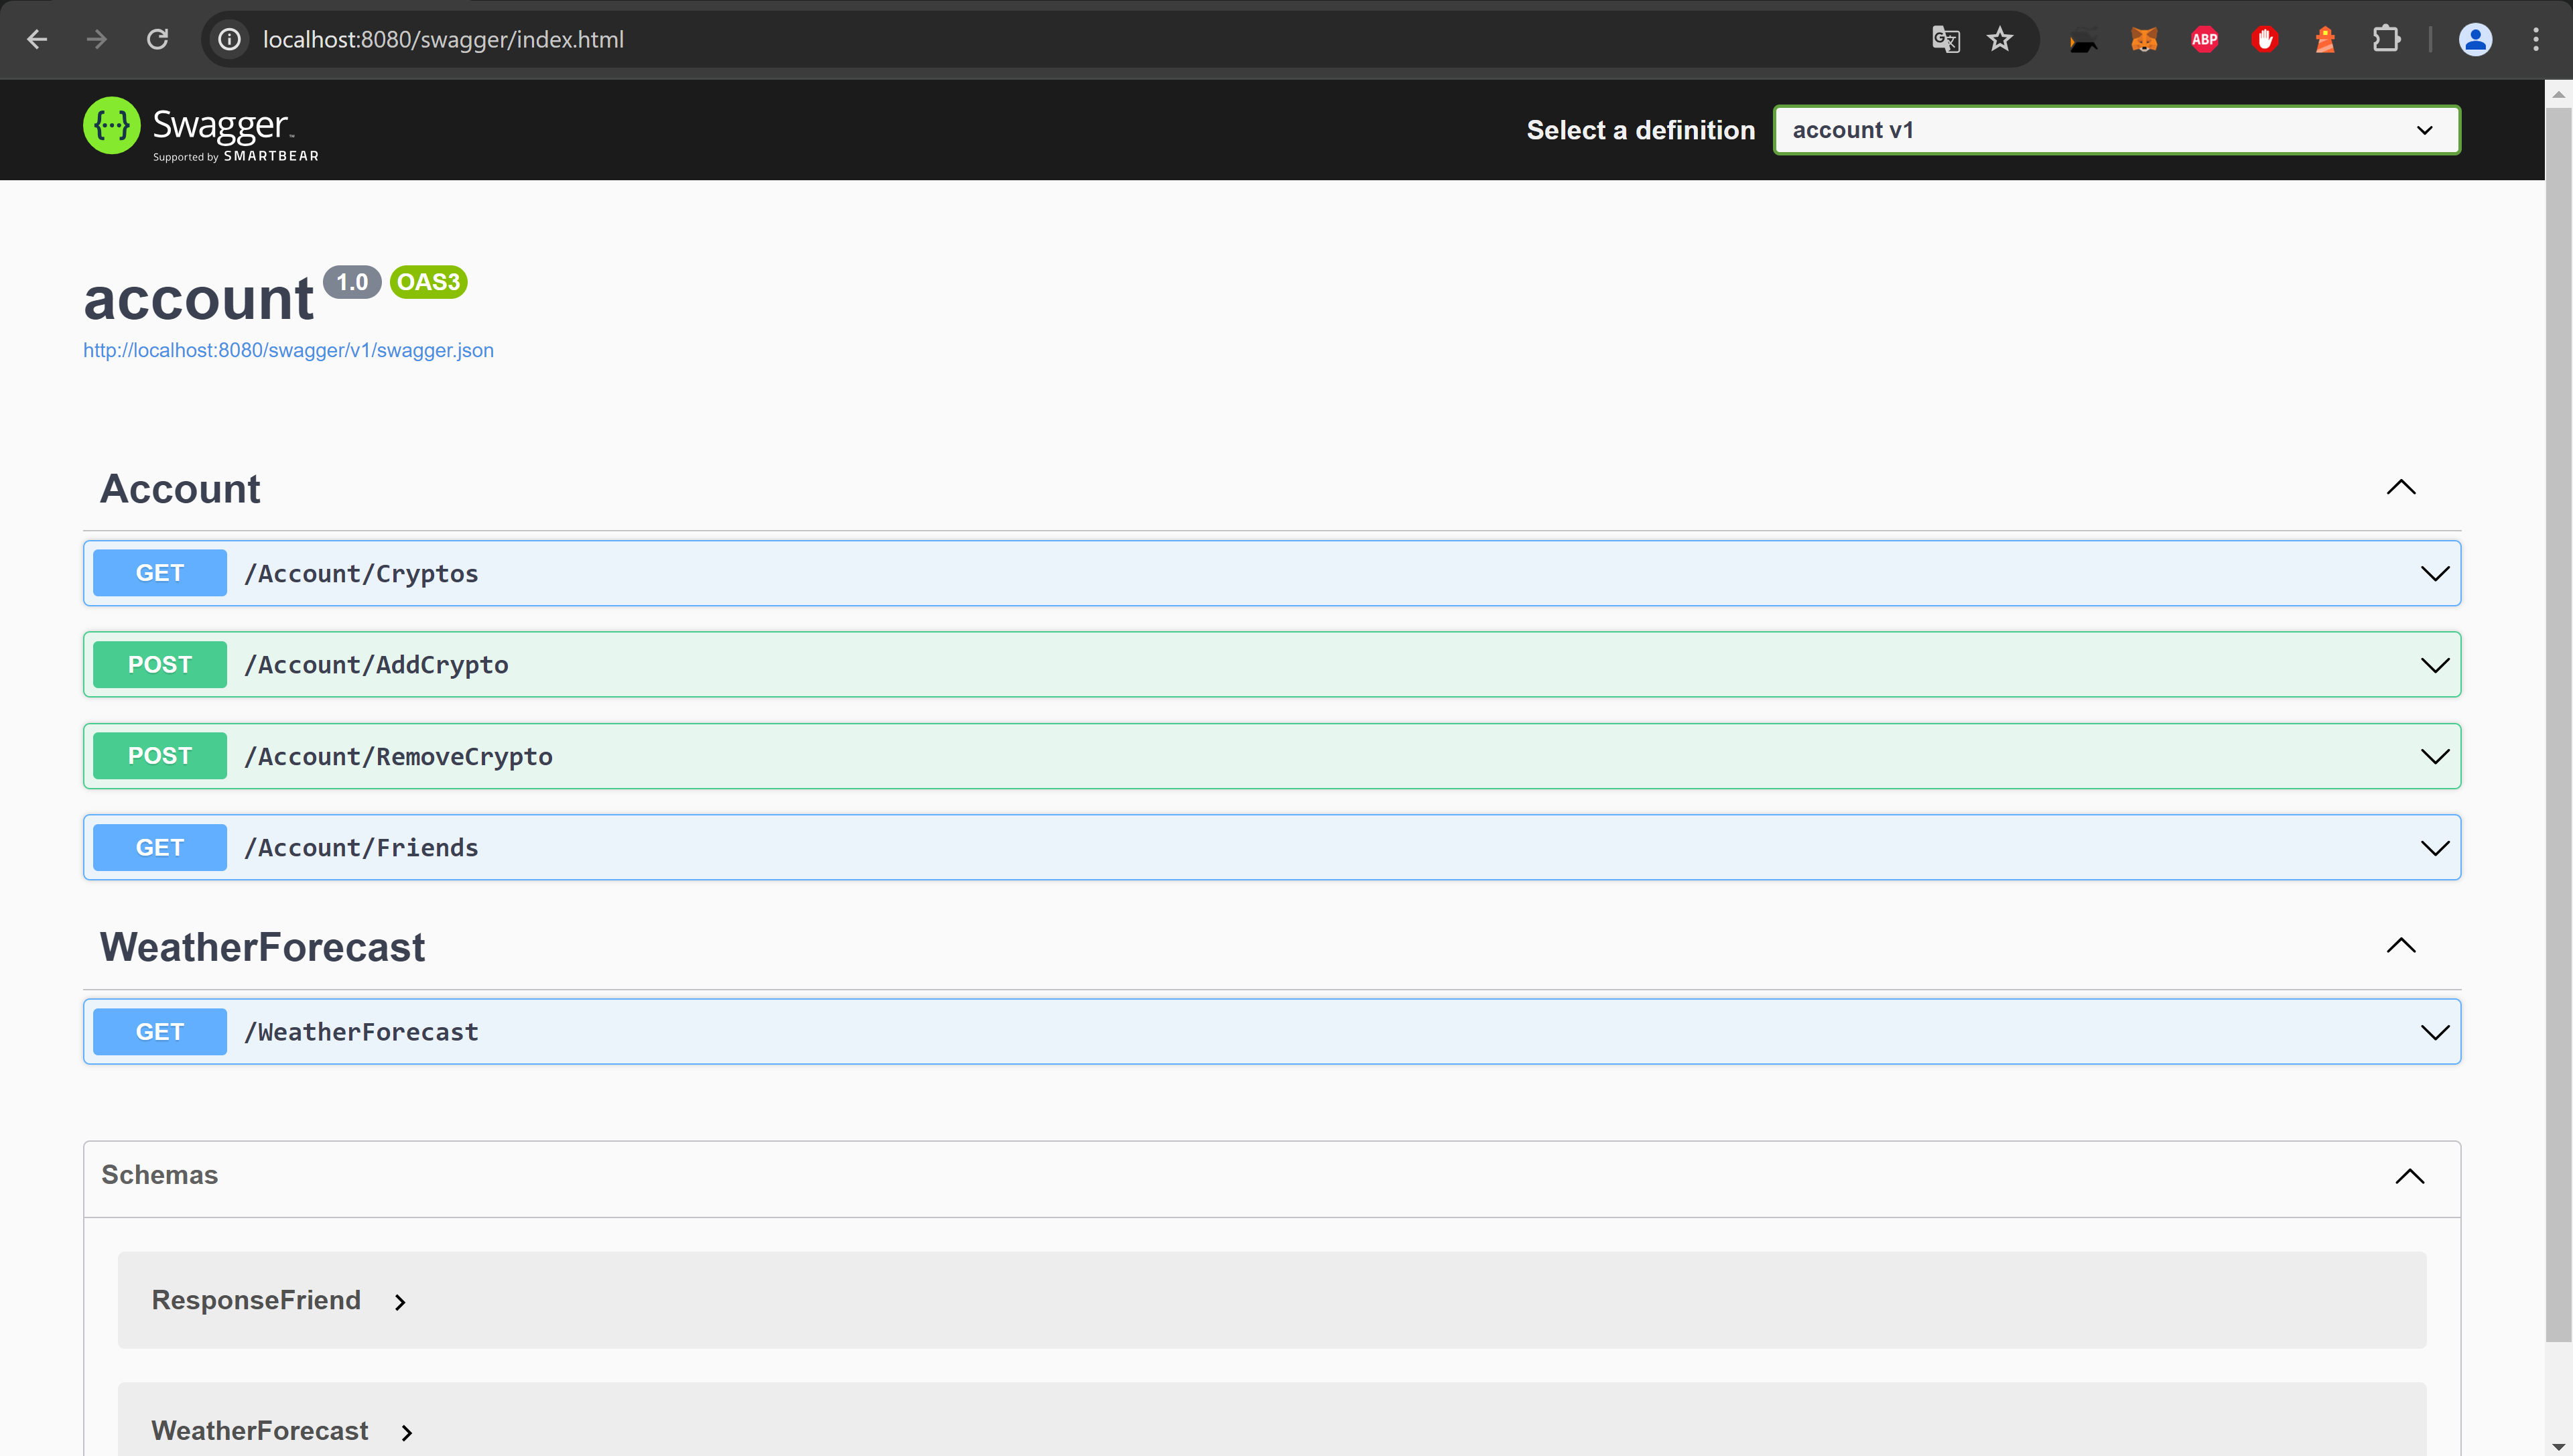 localhost:8080/swagger/index.html
ABP
Swagger
Supported by SMARTBEAR
Select a definition
account v1
account 1.0 OAS3
http://localhost:8080/swagger/v1/swagger.json
Account
GET /Account/Cryptos
POST /Account/AddCrypto
POST /Account/RemoveCrypto
GET /Account/Friends
WeatherForecast
GET /WeatherForecast
Schemas
ResponseFriend
WeatherForecast